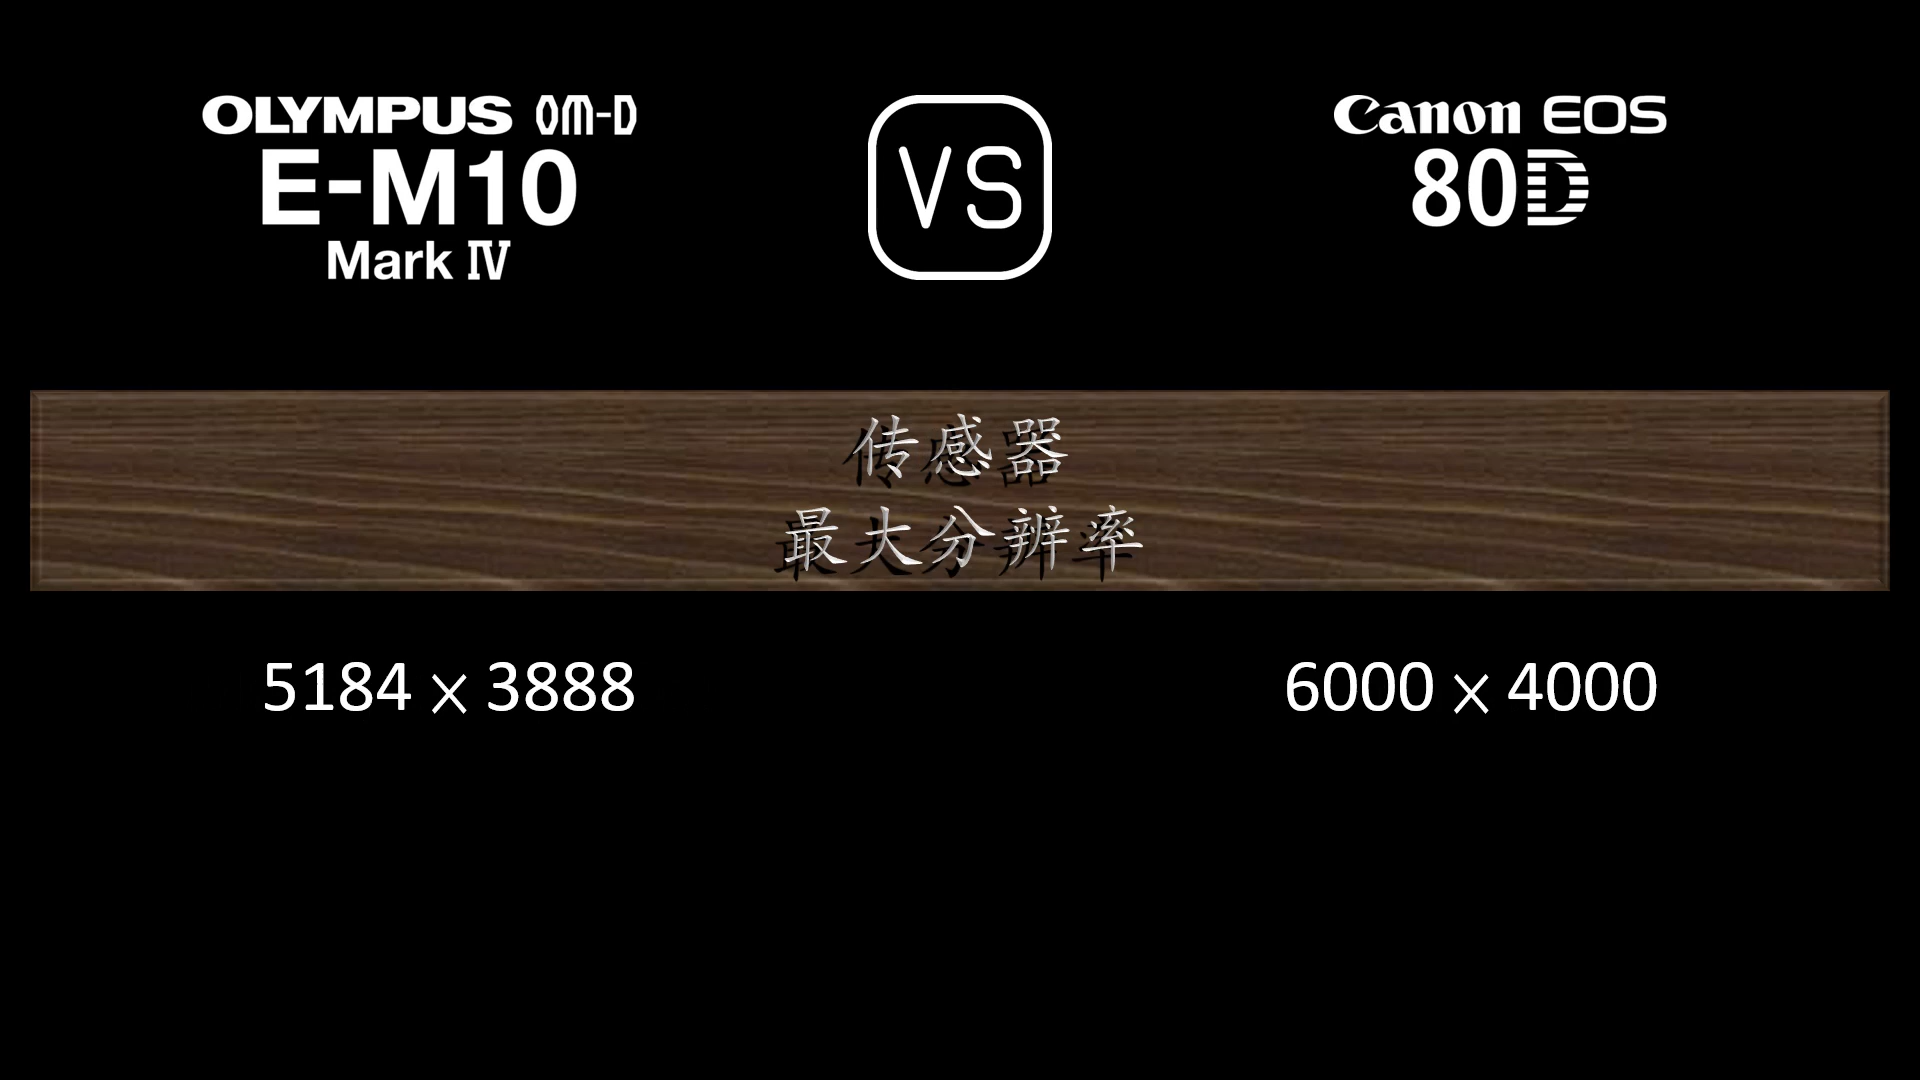 OLYMPUS OM-D
E-M10
Mark IV
VS
Canon EOS
80D
传感器
最大分辨率
5184 x 3888
6000 x 4000